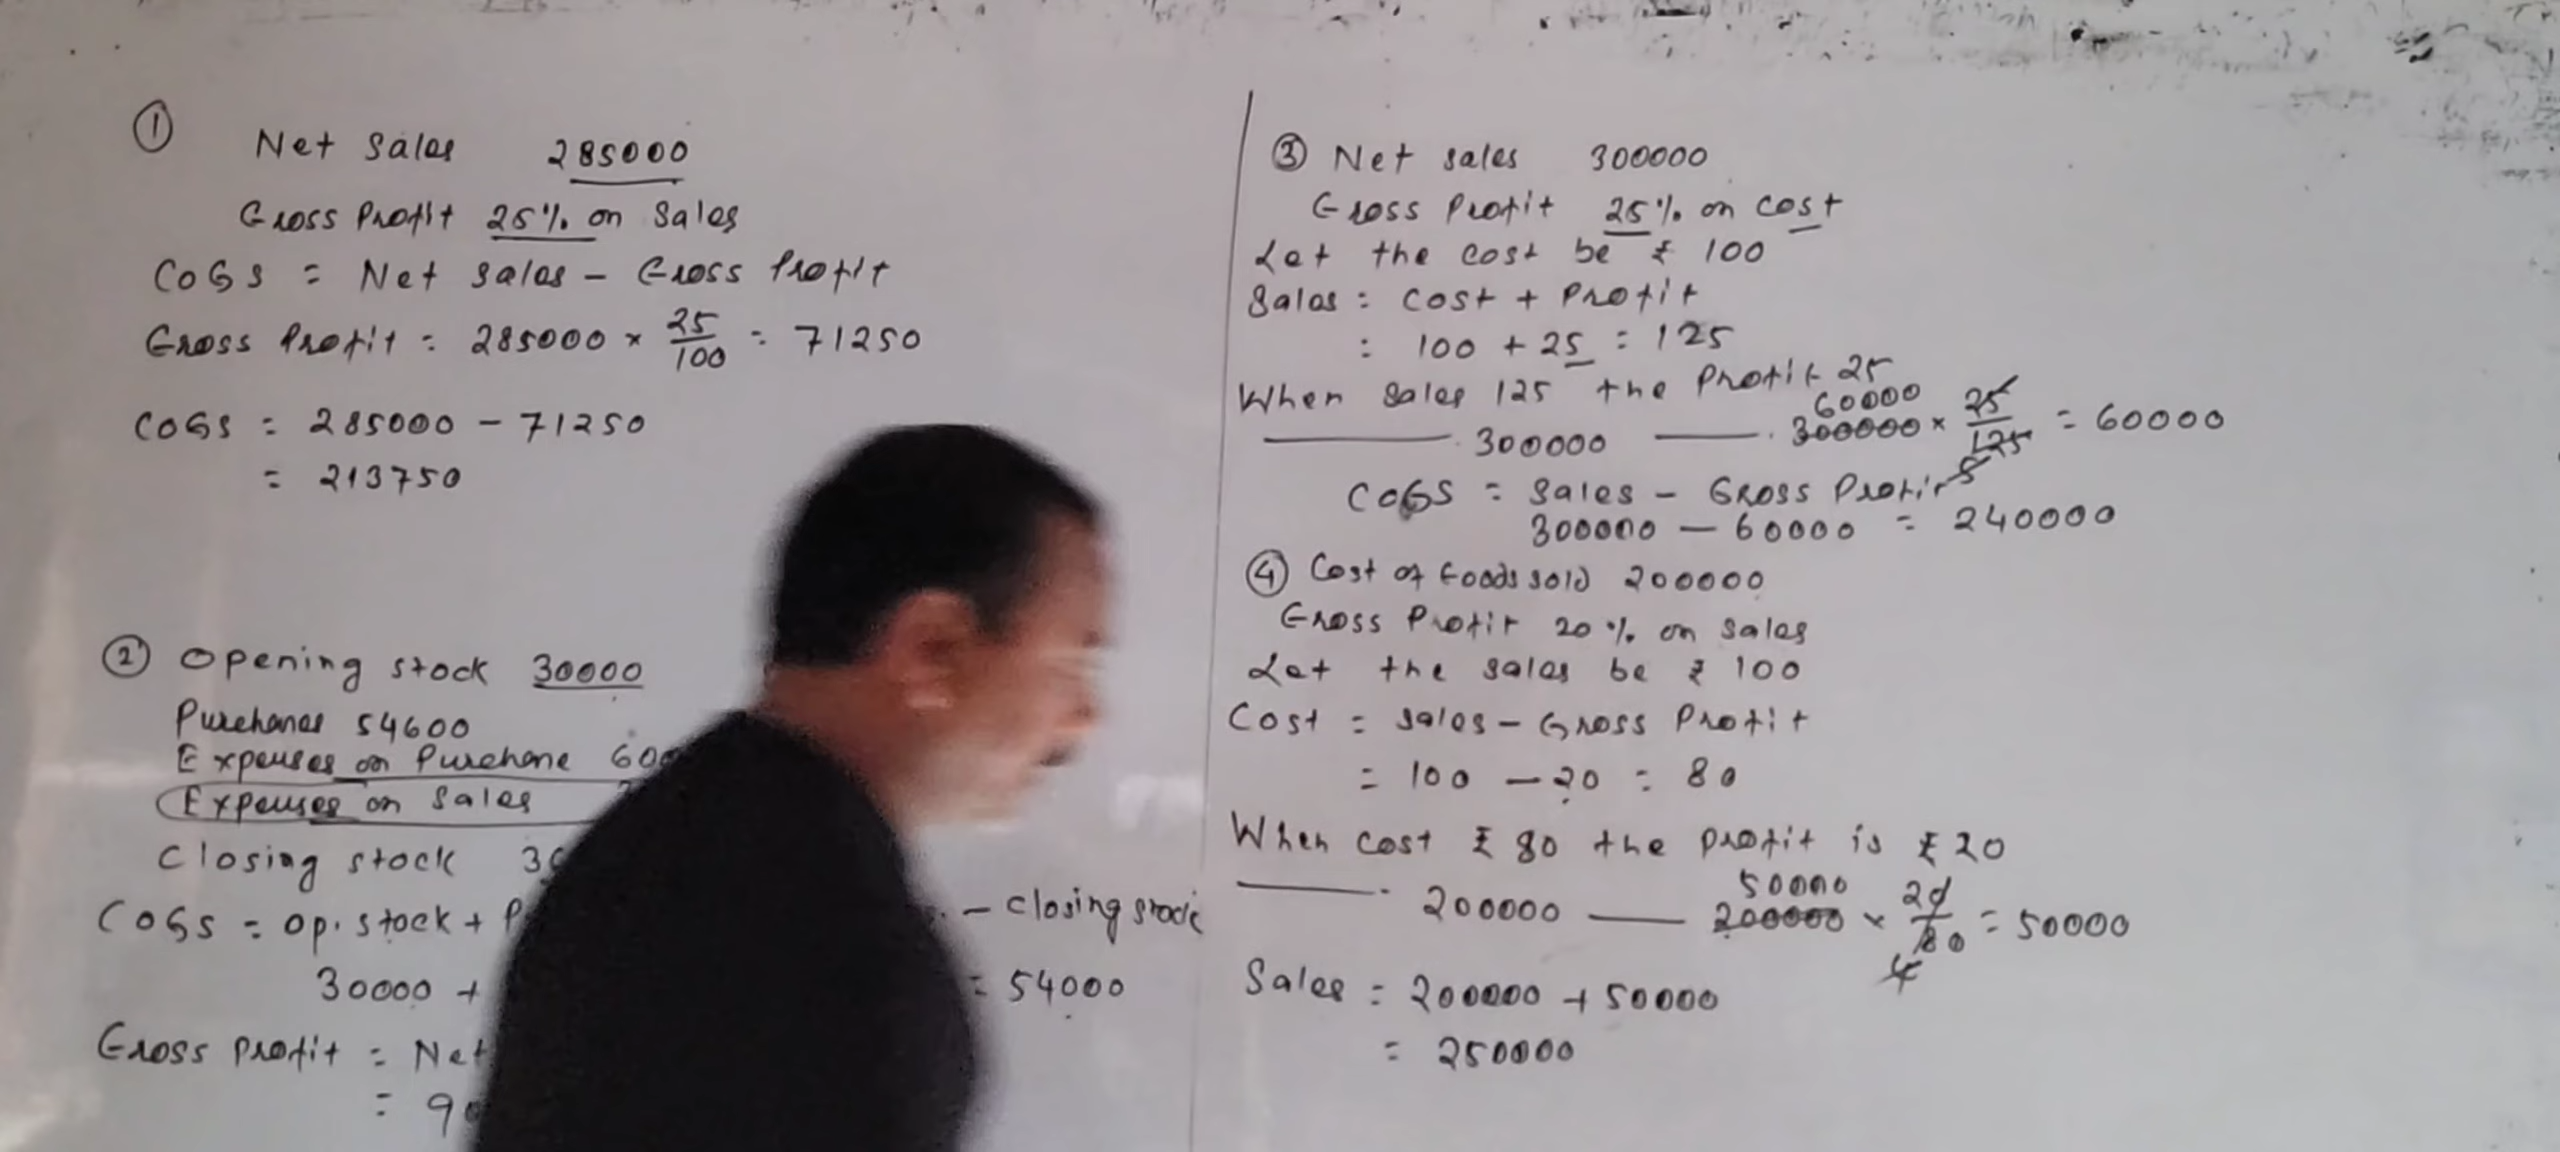 ①
Net Sales 285000
Gross Profit 25% on Sales
COGS = Net Sales - Gross Profit
Gross Profit = 285000 × 25/100 = 71250
COGS = 285000 - 71250
= 213750
② Opening stock 30000
Purchases 54600
Expenses on Purchase
Expenses on Sales
Closing stock
COGS = Op. stock + - Closing stock
30000 + = 54000
Gross Profit = Net
=
③ Net sales 300000
Gross Profit 25% on cost
Let the cost be ₹ 100
Sales = cost + Profit
= 100 + 25 = 125
When Sales 125 the Profit 25
60000
300000 300000 × 25/125 = 60000
5
COGS = Sales - Gross Profit
300000 - 60000 = 240000
④ Cost of Goods sold 200000
Gross Profit 20% on Sales
Let the sales be ₹ 100
Cost = Sales - Gross Profit
= 100 - 20 = 80
When cost ₹ 80 the profit is ₹ 20
50000
200000 200000 × 20/80 = 50000
4
Sales = 200000 + 50000
= 250000